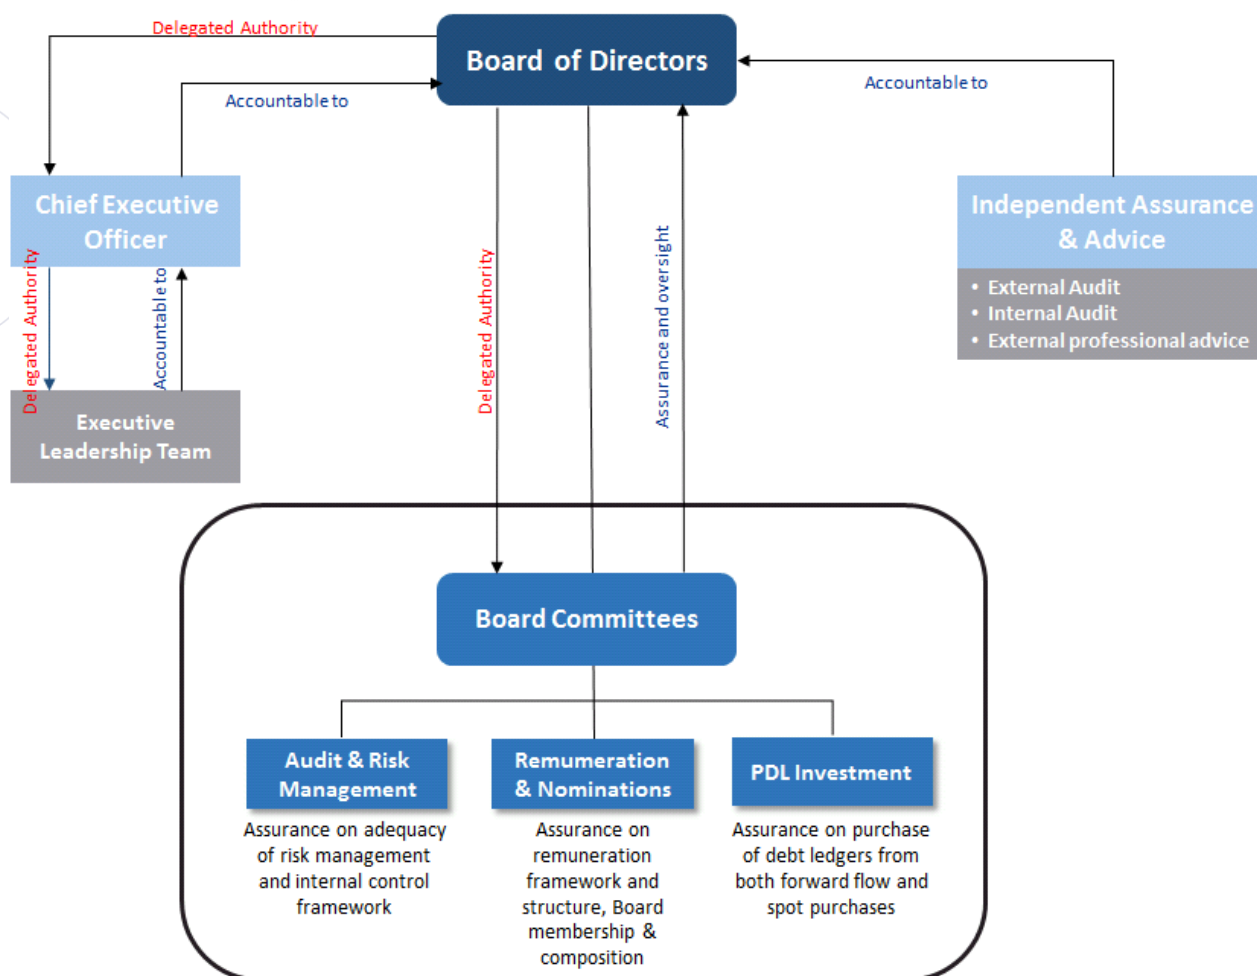 Delegated Authority
Board of Directors
Accountable to
Accountable to
Chief Executive
Officer
Independent Assurance
& Advice
• External Audit
• Internal Audit
• External professional advice
Delegated Authority
Accountable to
Delegated Authority
Assurance and oversight
Executive
Leadership Team
Board Committees
Audit & Risk
Management
Remumeration
& Nominations
PDL Investment
Assurance on adequacy
of risk management
and internal control
framework
Assurance on
remuneration
framework and
structure, Board
membership &
composition
Assurance on purchase
of debt ledgers from
both forward flow and
spot purchases